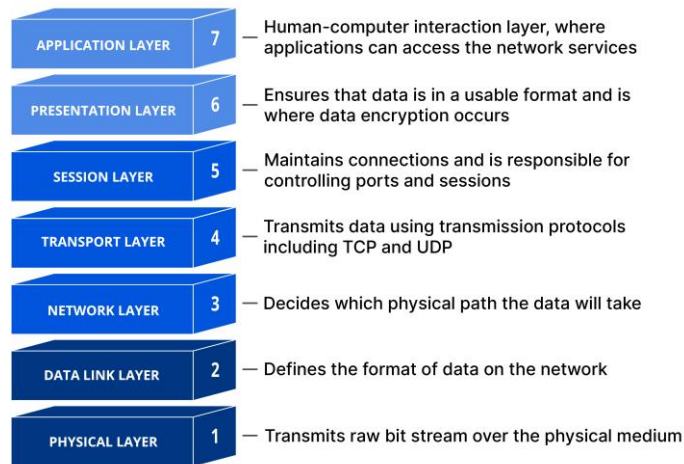 APPLICATION LAYER 7 — Human-computer interaction layer, where
applications can access the network services
PRESENTATION LAYER 6 — Ensures that data is in a usable format and is
where data encryption occurs
SESSION LAYER 5 — Maintains connections and is responsible for
controlling ports and sessions
TRANSPORT LAYER 4 — Transmits data using transmission protocols
including TCP and UDP
NETWORK LAYER 3 — Decides which physical path the data will take
DATA LINK LAYER 2 — Defines the format of data on the network
PHYSICAL LAYER 1 — Transmits raw bit stream over the physical medium